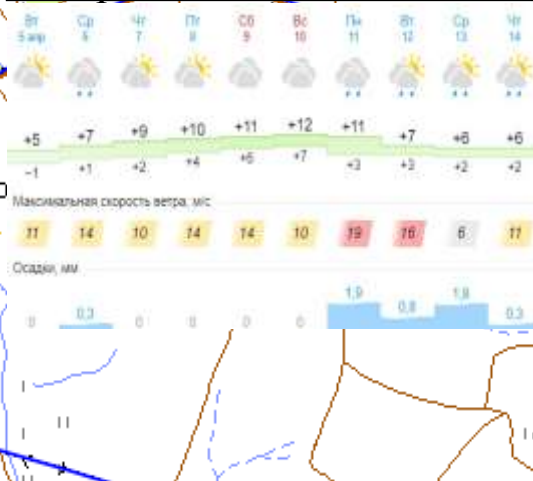 Вт Ср Чт Пт Сб Вс Пн Вт Ср Чт
5 апр 6 7 8 9 10 11 12 13 14
+5 +7 +9 +10 +11 +12 +11 +7 +6 +6
−1 +1 +2 +4 +6 +7 +3 +3 +2 +2
Максимальная скорость ветра, м/с
11 14 10 14 14 10 19 16 6 11
Осадки, мм
0 0,3 0 0 0 0 1,9 0,8 1,8 0,3